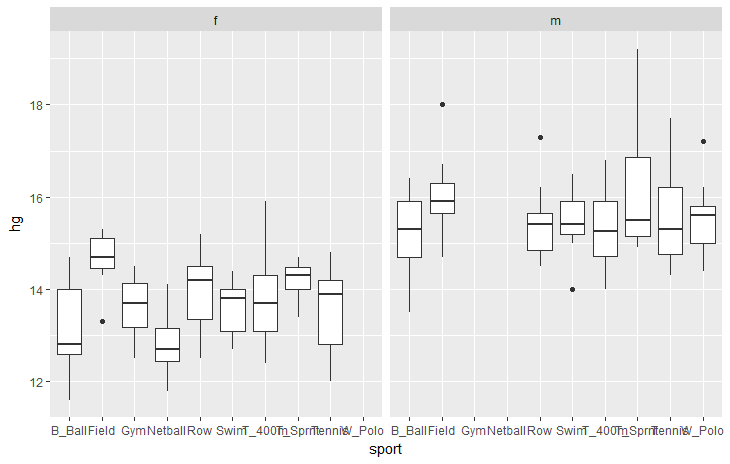 f m
18
16
14
12
hg
B_Ball Field Gym Netball Row Swim T_400m T_Sprnt Tennis W_Polo B_Ball Field Gym Netball Row Swim T_400m T_Sprnt Tennis W_Polo
sport